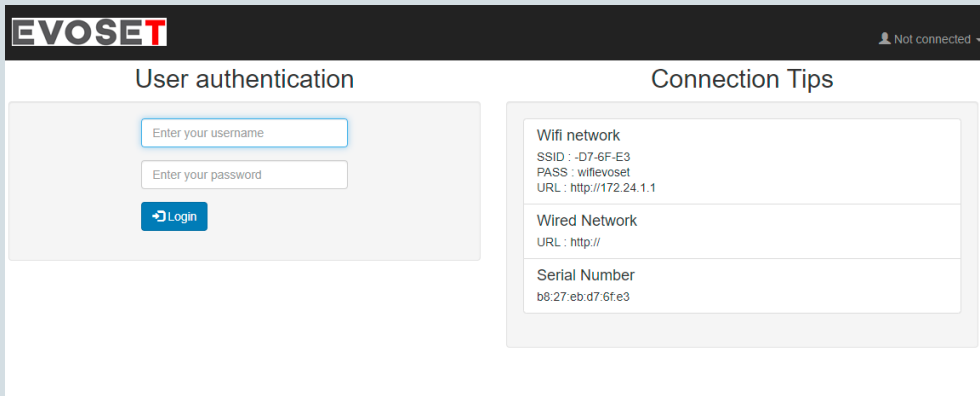 EVOSET
Not connected
User authentication
Enter your username
Enter your password
Login
Connection Tips
Wifi network
SSID : -D7-6F-E3
PASS : wifievoset
URL : http://172.24.1.1
Wired Network
URL : http://
Serial Number
b8:27:eb:d7:6f:e3